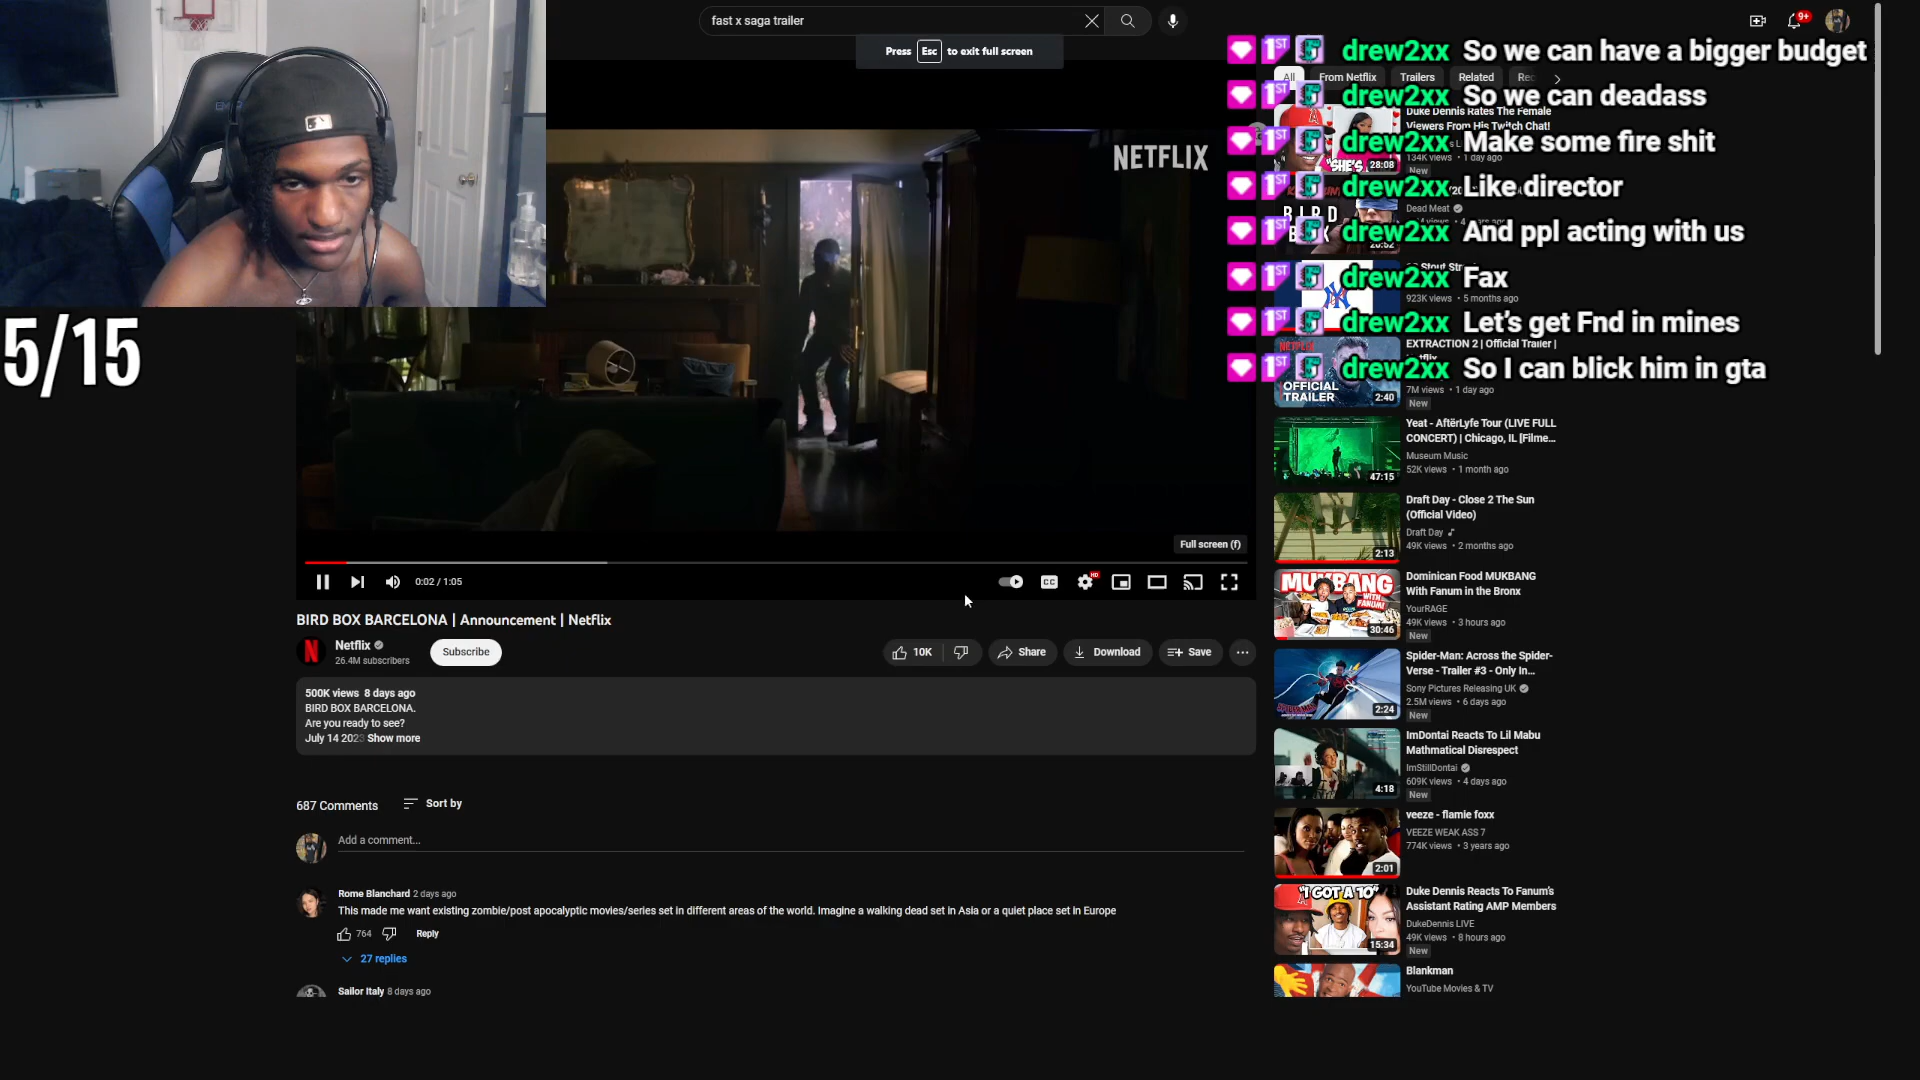 fast x saga trailer
9+
Press Esc to exit full screen
NETFLIX
5/15
drew2xx So we can have a bigger budget
drew2xx So we can deadass
drew2xx Make some fire shit
drew2xx Like director
drew2xx And ppl acting with us
drew2xx Fax
drew2xx Let's get Fnd in mines
drew2xx So I can blick him in gta
Full screen (f)
0:02 / 1:05
CC
HD
BIRD BOX BARCELONA | Announcement | Netflix
Netflix
26.4M subscribers
Subscribe
10K
Share
Download
Save
500K views 8 days ago
BIRD BOX BARCELONA.
Are you ready to see?
July 14 2023 Show more
687 Comments
Sort by
Add a comment...
Rome Blanchard 2 days ago
This made me want existing zombie/post apocalyptic movies/series set in different areas of the world. Imagine a walking dead set in Asia or a quiet place set in Europe
764
Reply
27 replies
Sailor Italy 8 days ago
All
From Netflix
Trailers
Related
Duke Dennis Rates The Female
Viewers From His Twitch Chat!
134K views • 1 day ago
New
"SHE'S
28:08
Dead Meat
923K views • 5 months ago
EXTRACTION 2 | Official Trailer |
7M views • 1 day ago
New
OFFICIAL
TRAILER
2:40
Yeat - AftërLyfe Tour (LIVE FULL
CONCERT) | Chicago, IL [Filme...
Museum Music
52K views • 1 month ago
47:15
Draft Day - Close 2 The Sun
(Official Video)
Draft Day
49K views • 2 months ago
2:13
Dominican Food MUKBANG
With Fanum in the Bronx
YourRAGE
49K views • 3 hours ago
New
MUKBANG
WITH FANUM!
30:46
Spider-Man: Across the Spider-
Verse - Trailer #3 - Only In...
Sony Pictures Releasing UK
2.5M views • 6 days ago
New
2:24
ImDontai Reacts To Lil Mabu
Mathmatical Disrespect
ImStillDontai
609K views • 4 days ago
New
4:18
veeze - flamie foxx
VEEZE WEAK ASS 7
774K views • 3 years ago
2:01
Duke Dennis Reacts To Fanum's
Assistant Rating AMP Members
DukeDennis LIVE
49K views • 8 hours ago
New
"I GOT A 10"
15:34
Blankman
YouTube Movies & TV